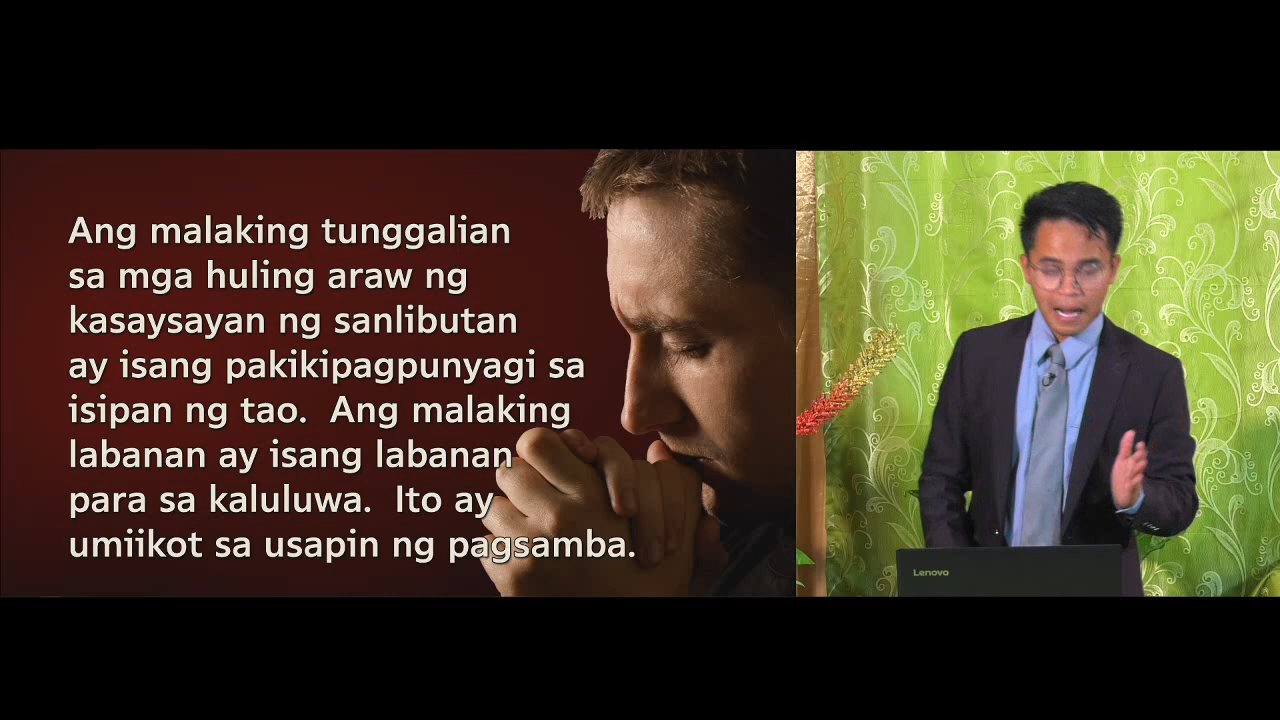 Ang malaking tunggalian
sa mga huling araw ng
kasaysayan ng sanlibutan
ay isang pakikipagpunyagi sa
isipan ng tao.  Ang malaking
labanan ay isang labanan
para sa kaluluwa.  Ito ay
umiikot sa usapin ng pagsamba.
Lenovo